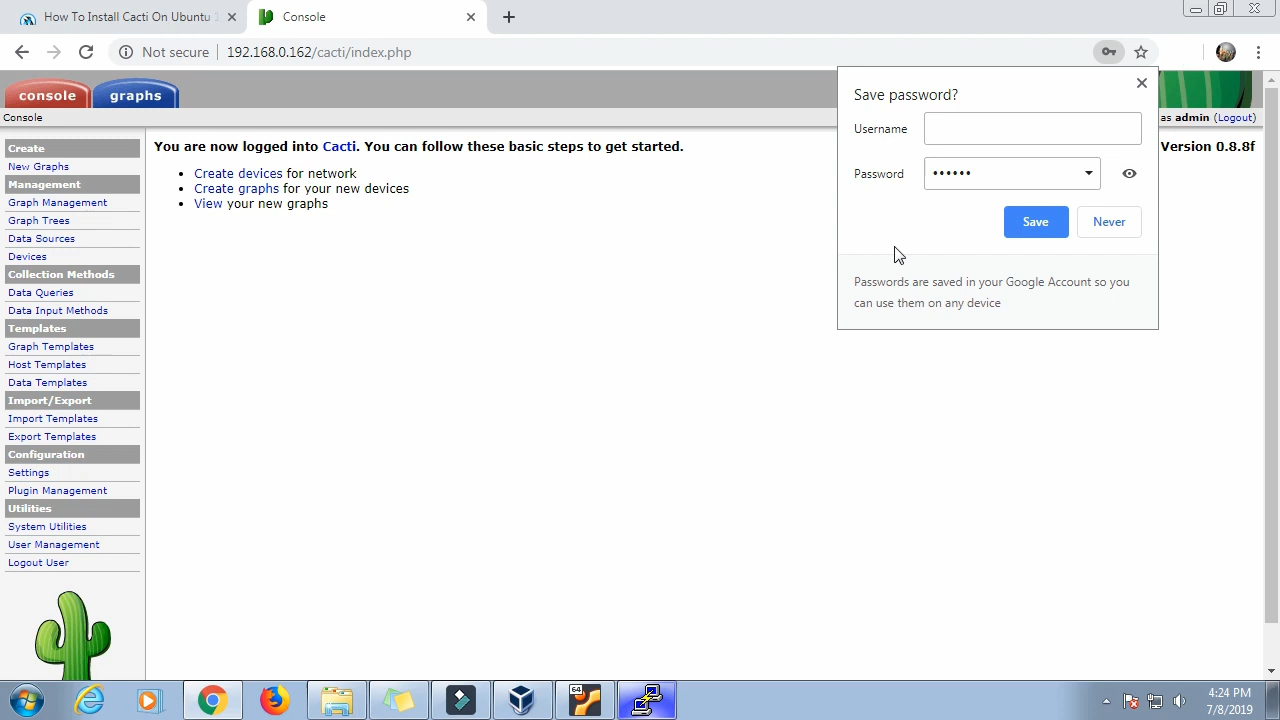 How To Install Cacti On Ubuntu
Console
Not secure
192.168.0.162/cacti/index.php
console
graphs
Console
as admin (Logout)
Create
New Graphs
Management
Graph Management
Graph Trees
Data Sources
Devices
Collection Methods
Data Queries
Data Input Methods
Templates
Graph Templates
Host Templates
Data Templates
Import/Export
Import Templates
Export Templates
Configuration
Settings
Plugin Management
Utilities
System Utilities
User Management
Logout User
You are now logged into Cacti. You can follow these basic steps to get started.
Version 0.8.8f
Create devices for network
Create graphs for your new devices
View your new graphs
Save password?
Username
Password
••••••
Save
Never
Passwords are saved in your Google Account so you
can use them on any device
64
4:24 PM
7/8/2019